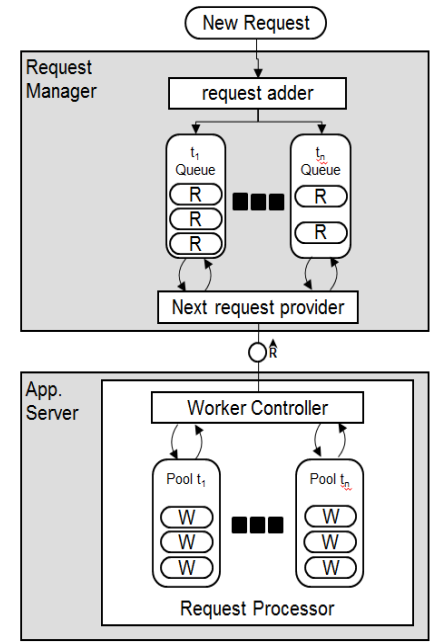 New Request
Request
Manager
request adder
t1
Queue
R
R
R
tn
Queue
R
R
Next request provider
R
App.
Server
Worker Controller
Pool t1
W
W
W
Pool tn
W
W
W
Request Processor